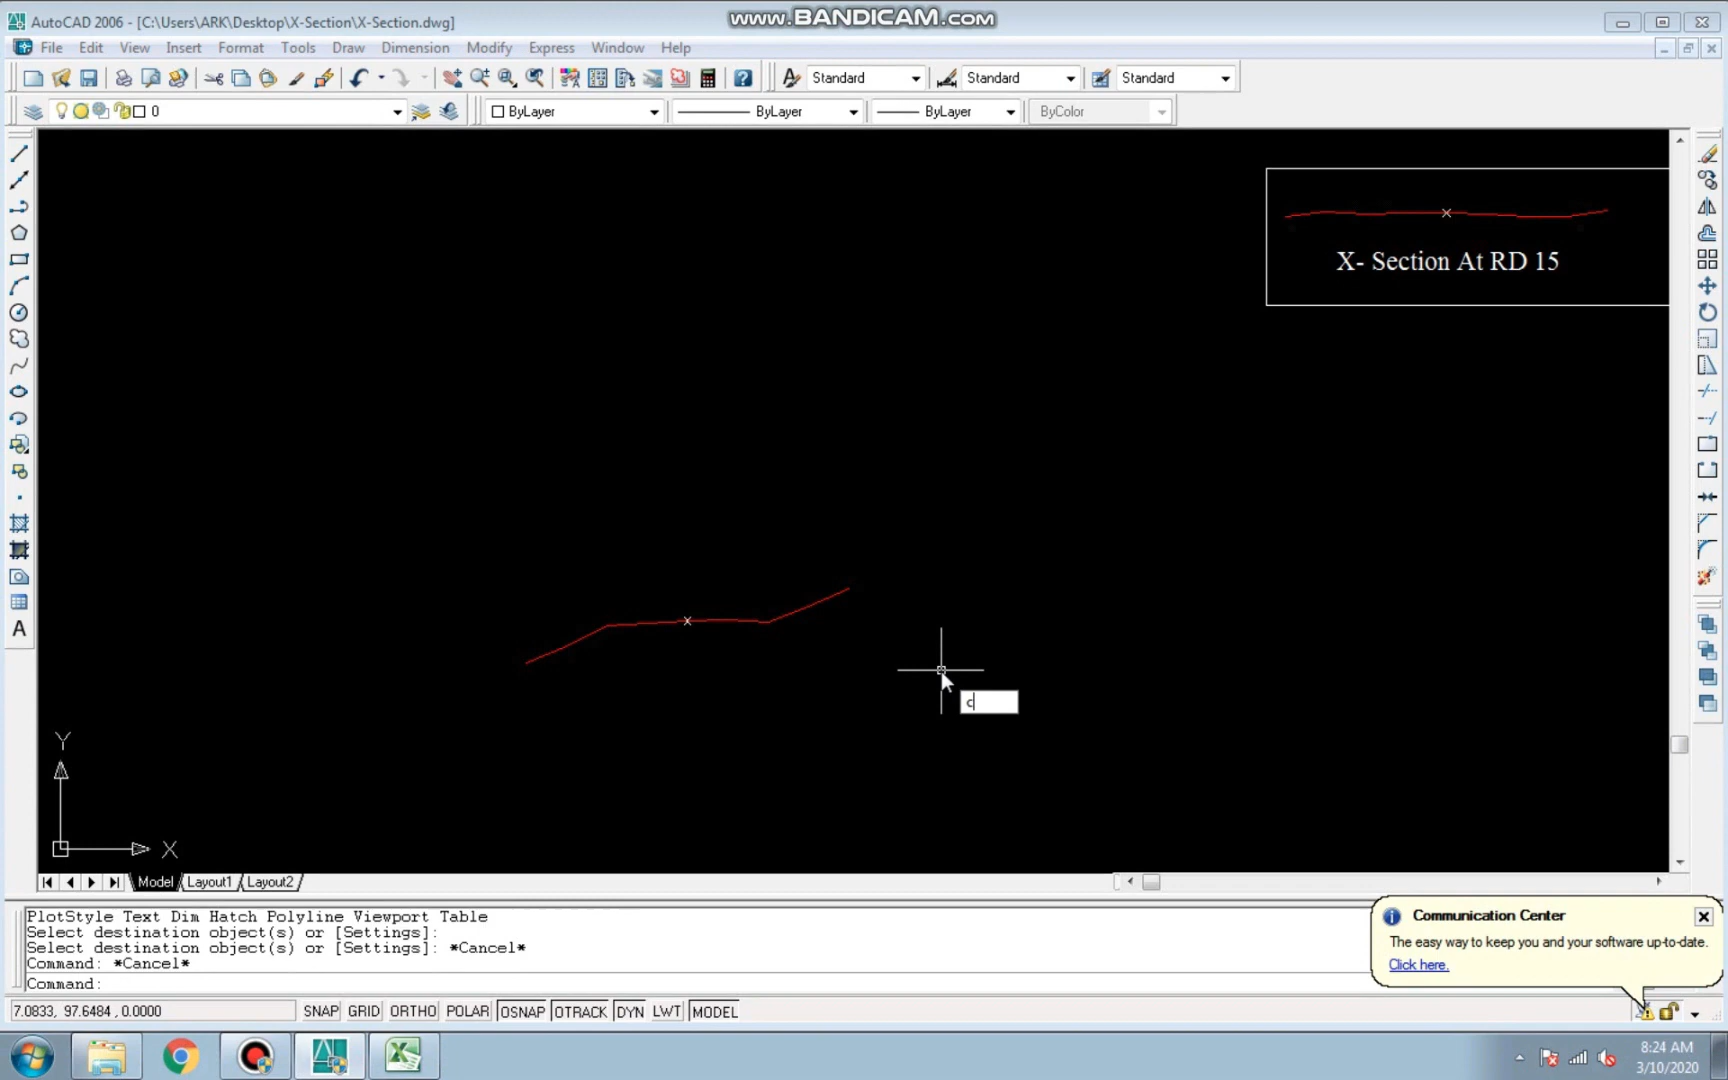 AutoCAD 2006 - [C:\Users\ARK\Desktop\X-Section\X-Section.dwg]
www.BANDICAM.com
File Edit View Insert Format Tools Draw Dimension Modify Express Window Help
Standard Standard Standard
0 ByLayer ByLayer ByLayer ByColor
X- Section At RD 15
c
Y
X
Model Layout1 Layout2
PlotStyle Text Dim Hatch Polyline Viewport Table
Select destination object(s) or [Settings]:
Select destination object(s) or [Settings]: *Cancel*
Command: *Cancel*
Command:
Communication Center
The easy way to keep you and your software up-to-date.
Click here.
7.0833, 97.6484 , 0.0000 SNAP GRID ORTHO POLAR OSNAP OTRACK DYN LWT MODEL
8:24 AM
3/10/2020